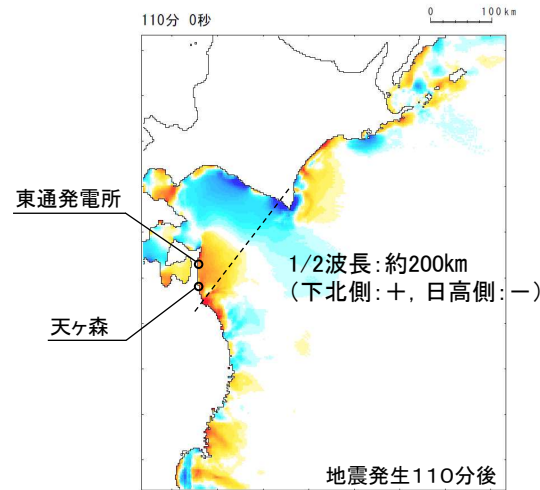 110分 0秒
0 100km
東通発電所
1/2波長:約200km
(下北側:+, 日高側:-)
天ヶ森
地震発生110分後